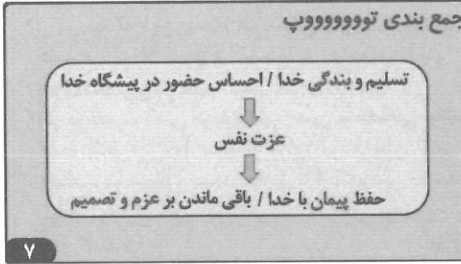 جمع بندی توووووووپ
تسلیم و بندگی خدا / احساس حضور در پیشگاه خدا
عزت نفس
حفظ پیمان با خدا / باقی ماندن بر عزم و تصمیم
۷